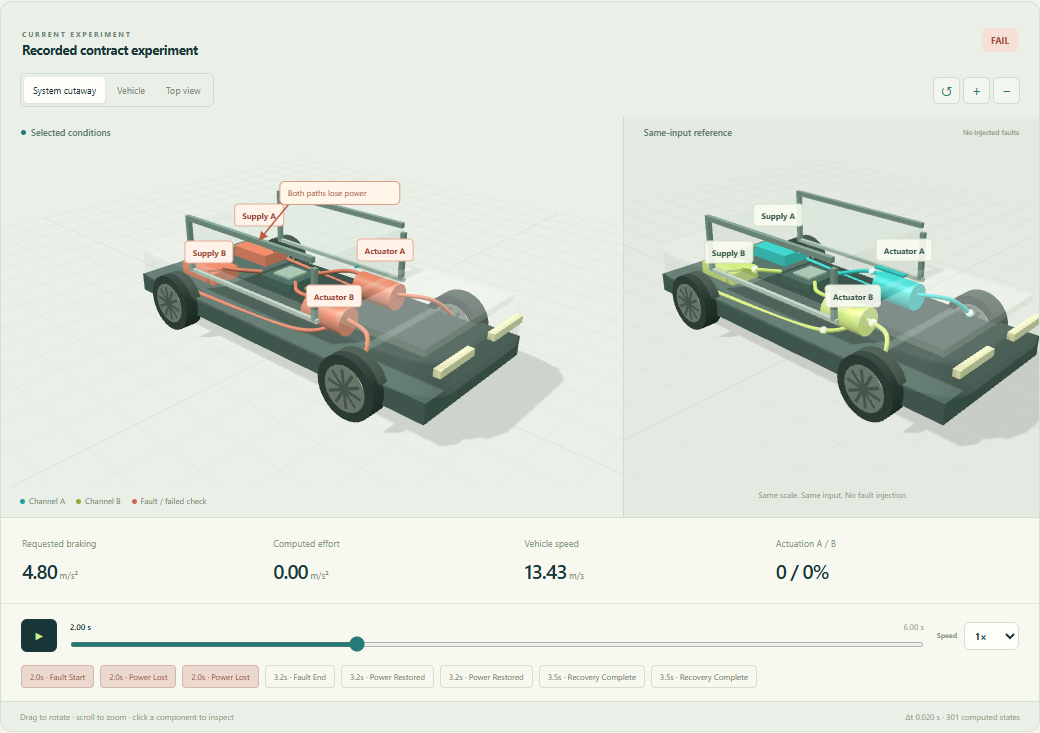 CURRENT EXPERIMENT
Recorded contract experiment
FAIL
System cutaway
Vehicle
Top view
Selected conditions
Same-input reference
No injected faults
Both paths lose power
Supply A
Supply B
Actuator A
Actuator B
Supply A
Supply B
Actuator A
Actuator B
Channel A
Channel B
Fault / failed check
Same scale. Same input. No fault injection.
Requested braking
4.80 m/s²
Computed effort
0.00 m/s²
Vehicle speed
13.43 m/s
Actuation A / B
0 / 0%
2.00 s
6.00 s
Speed
1×
2.0s · Fault Start
2.0s · Power Lost
2.0s · Power Lost
3.2s · Fault End
3.2s · Power Restored
3.2s · Power Restored
3.5s · Recovery Complete
3.5s · Recovery Complete
Drag to rotate · scroll to zoom · click a component to inspect
Δt 0.020 s · 301 computed states